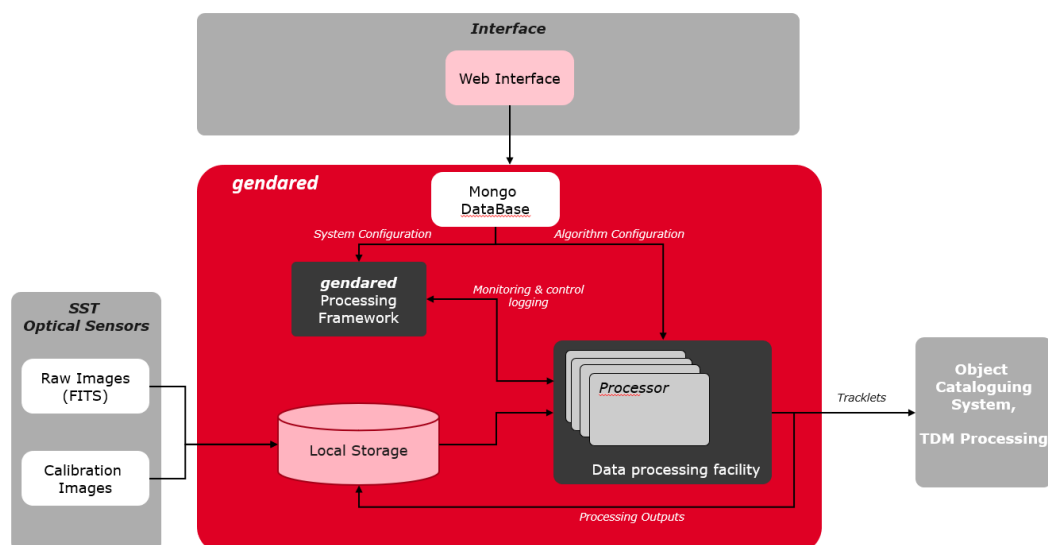 Interface
Web Interface
gendared
Mongo
DataBase
System Configuration
Algorithm Configuration
gendared
Processing
Framework
Monitoring & control
logging
SST
Optical Sensors
Raw Images
(FITS)
Calibration
Images
Local Storage
Processor
Data processing facility
Processing Outputs
Tracklets
Object
Cataloguing
System,
TDM Processing